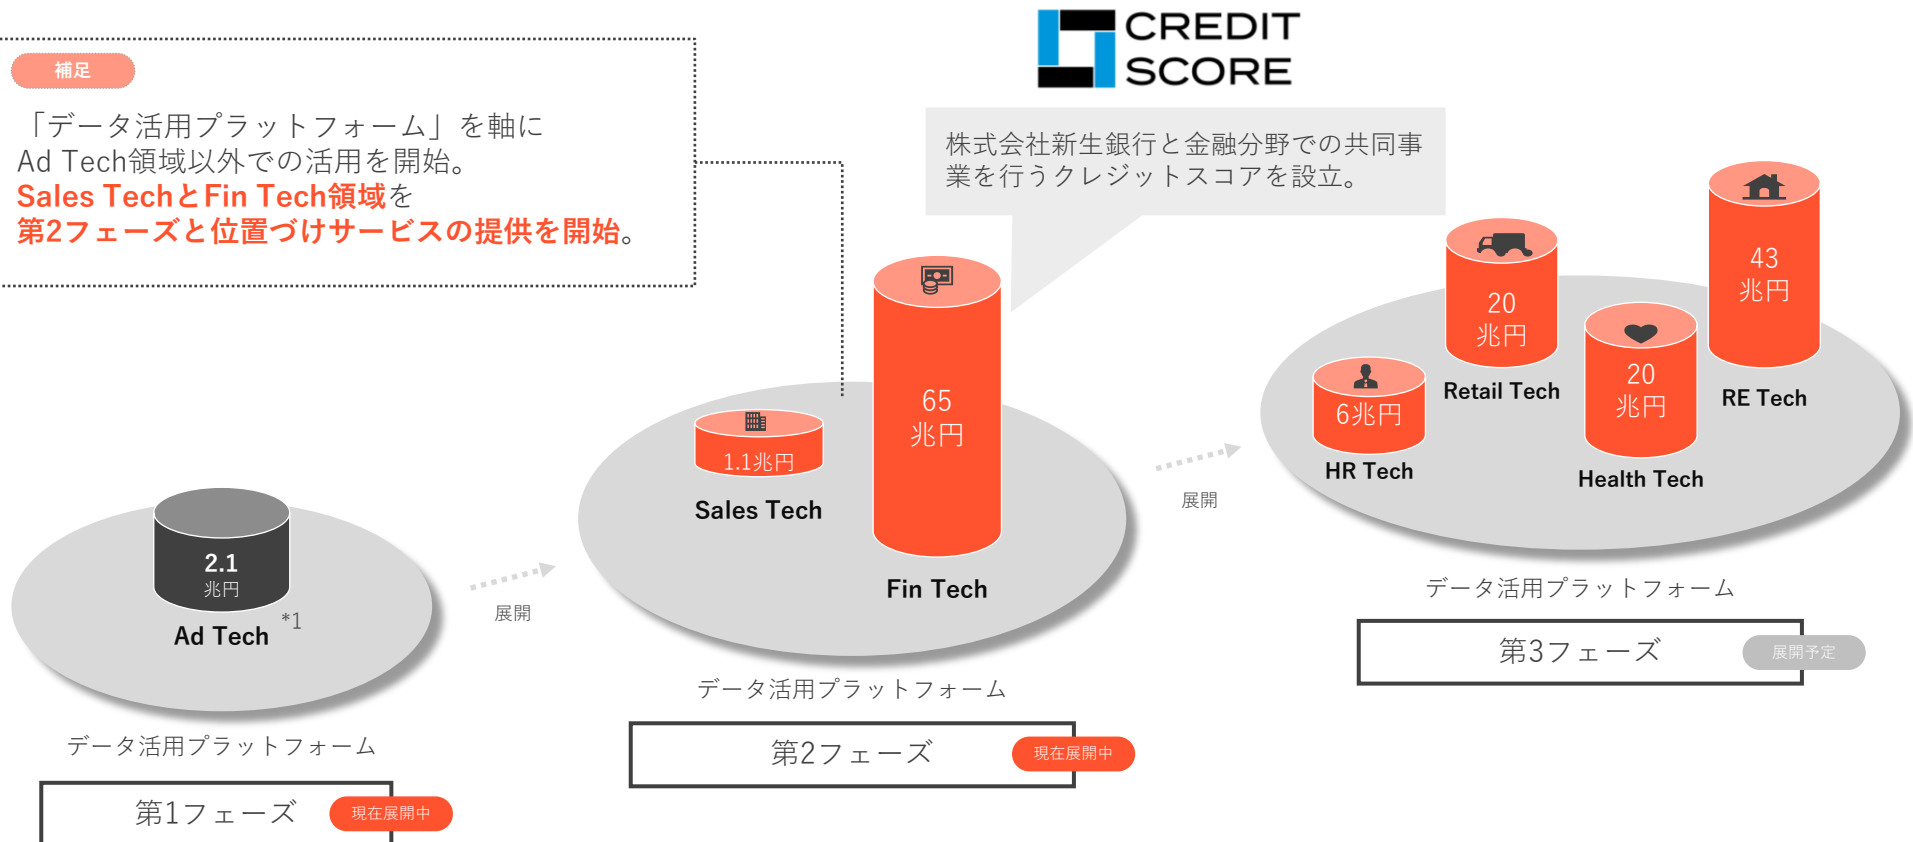 CREDIT
SCORE
補足
「データ活用プラットフォーム」を軸に
Ad Tech領域以外での活用を開始。
Sales TechとFin Tech領域を
第2フェーズと位置づけサービスの提供を開始。
株式会社新生銀行と金融分野での共同事
業を行うクレジットスコアを設立。
2.1
兆円
Ad Tech *1
データ活用プラットフォーム
第1フェーズ
現在展開中
展開
1.1兆円
Sales Tech
65
兆円
Fin Tech
データ活用プラットフォーム
第2フェーズ
現在展開中
展開
6兆円
HR Tech
20
兆円
Retail Tech
20
兆円
Health Tech
43
兆円
RE Tech
データ活用プラットフォーム
第3フェーズ
展開予定